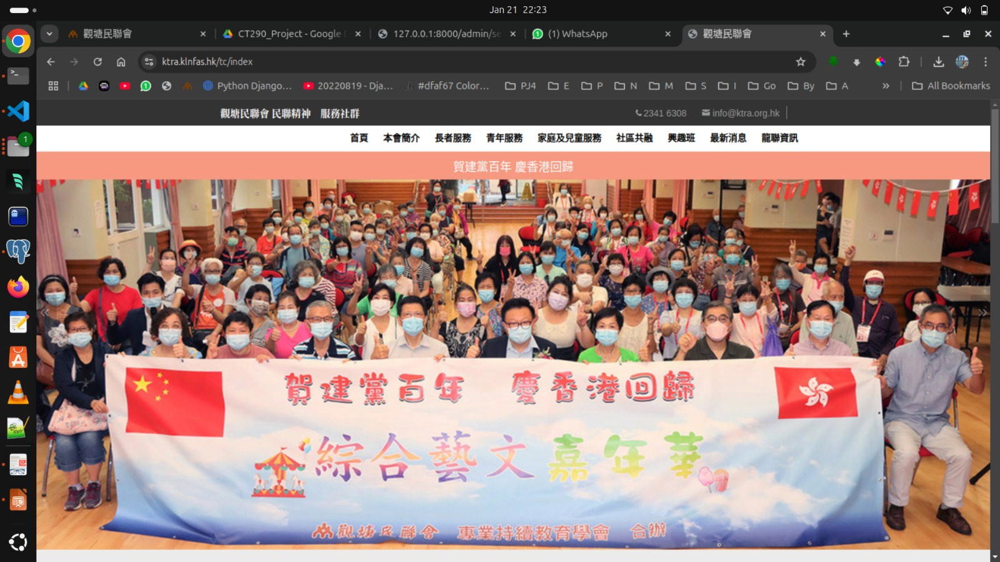 Jan 21 22:23
觀塘民聯會
CT290_Project - Google
127.0.0.1:8000/admin/se
(1) WhatsApp
觀塘民聯會
ktra.klnfas.hk/tc/index
Python Django...
20220819 - Dja...
#dfaf67 Color...
PJ4
E
P
N
M
S
I
Go
By
A
All Bookmarks
觀塘民聯會 民聯精神 服務社群
2341 6308
info@ktra.org.hk
首頁 本會簡介 長者服務 青年服務 家庭及兒童服務 社區共融 興趣班 最新消息 龍聯資訊
賀建黨百年 慶香港回歸
1
賀建黨百年 慶香港回歸
綜合藝文嘉年華
觀塘民聯會 專業持續教育學會 合辦